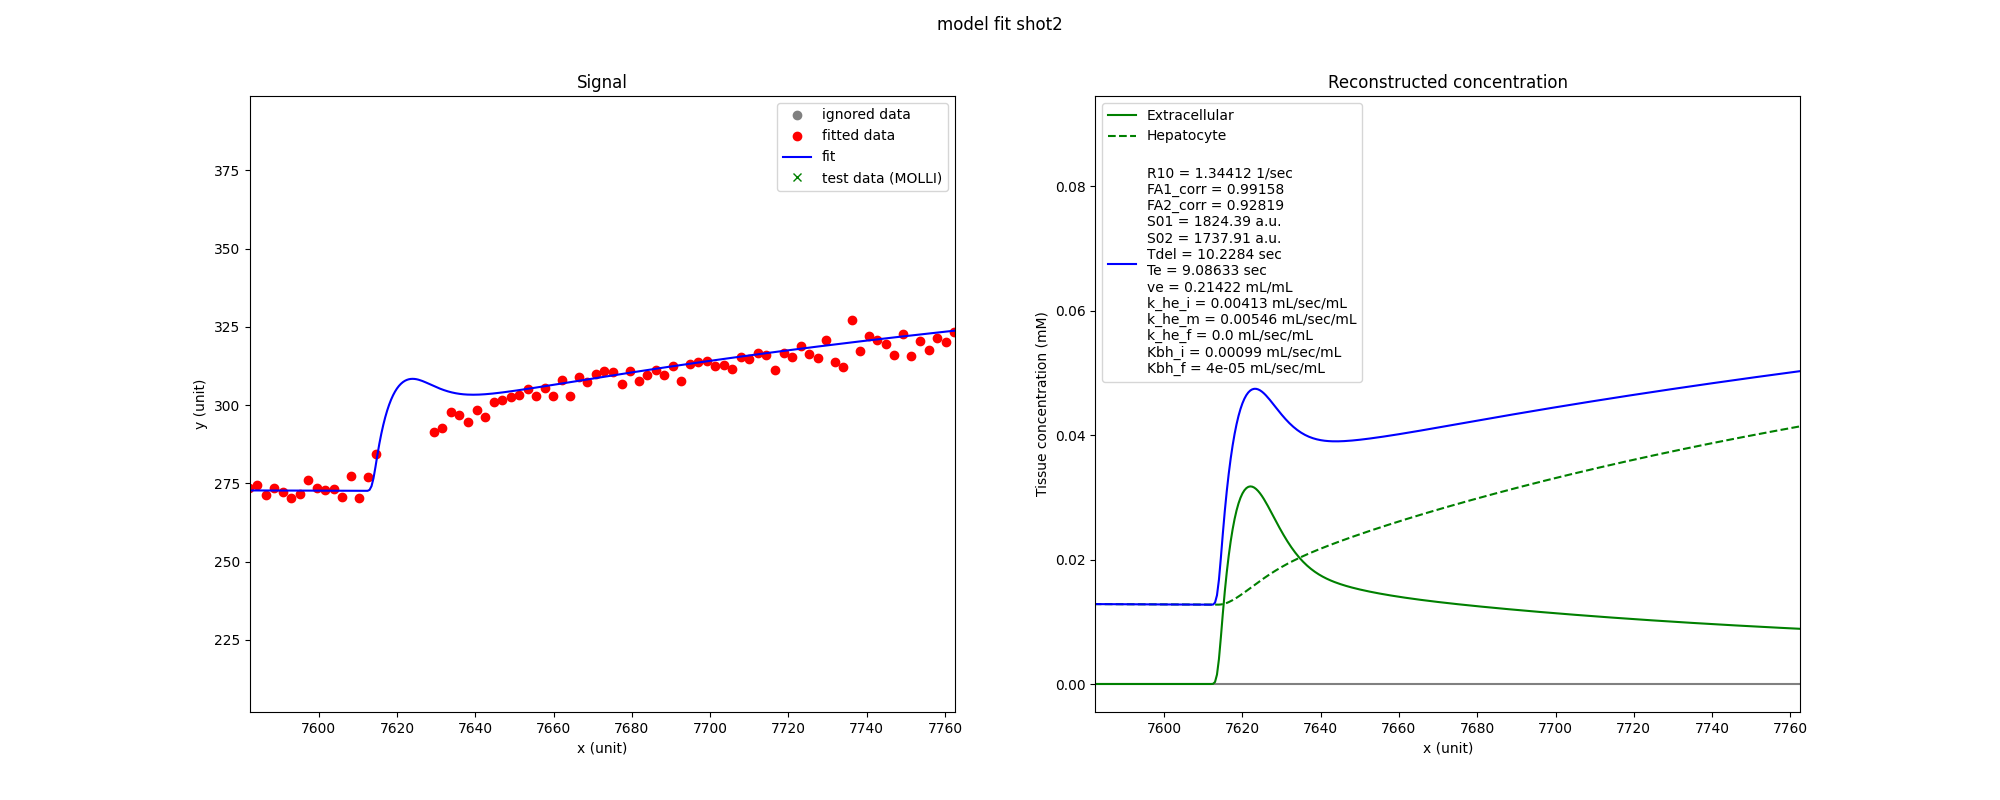 model fit shot2
Signal
375
350
325
300
275
250
225
y (unit)
7600 7620 7640 7660 7680 7700 7720 7740 7760
x (unit)
ignored data
fitted data
fit
test data (MOLLI)
Reconstructed concentration
0.08
0.06
0.04
0.02
0.00
Tissue concentration (mM)
7600 7620 7640 7660 7680 7700 7720 7740 7760
x (unit)
Extracellular
Hepatocyte
R10 = 1.34412 1/sec
FA1_corr = 0.99158
FA2_corr = 0.92819
S01 = 1824.39 a.u.
S02 = 1737.91 a.u.
Tdel = 10.2284 sec
Te = 9.08633 sec
ve = 0.21422 mL/mL
k_he_i = 0.00413 mL/sec/mL
k_he_m = 0.00546 mL/sec/mL
k_he_f = 0.0 mL/sec/mL
Kbh_i = 0.00099 mL/sec/mL
Kbh_f = 4e-05 mL/sec/mL